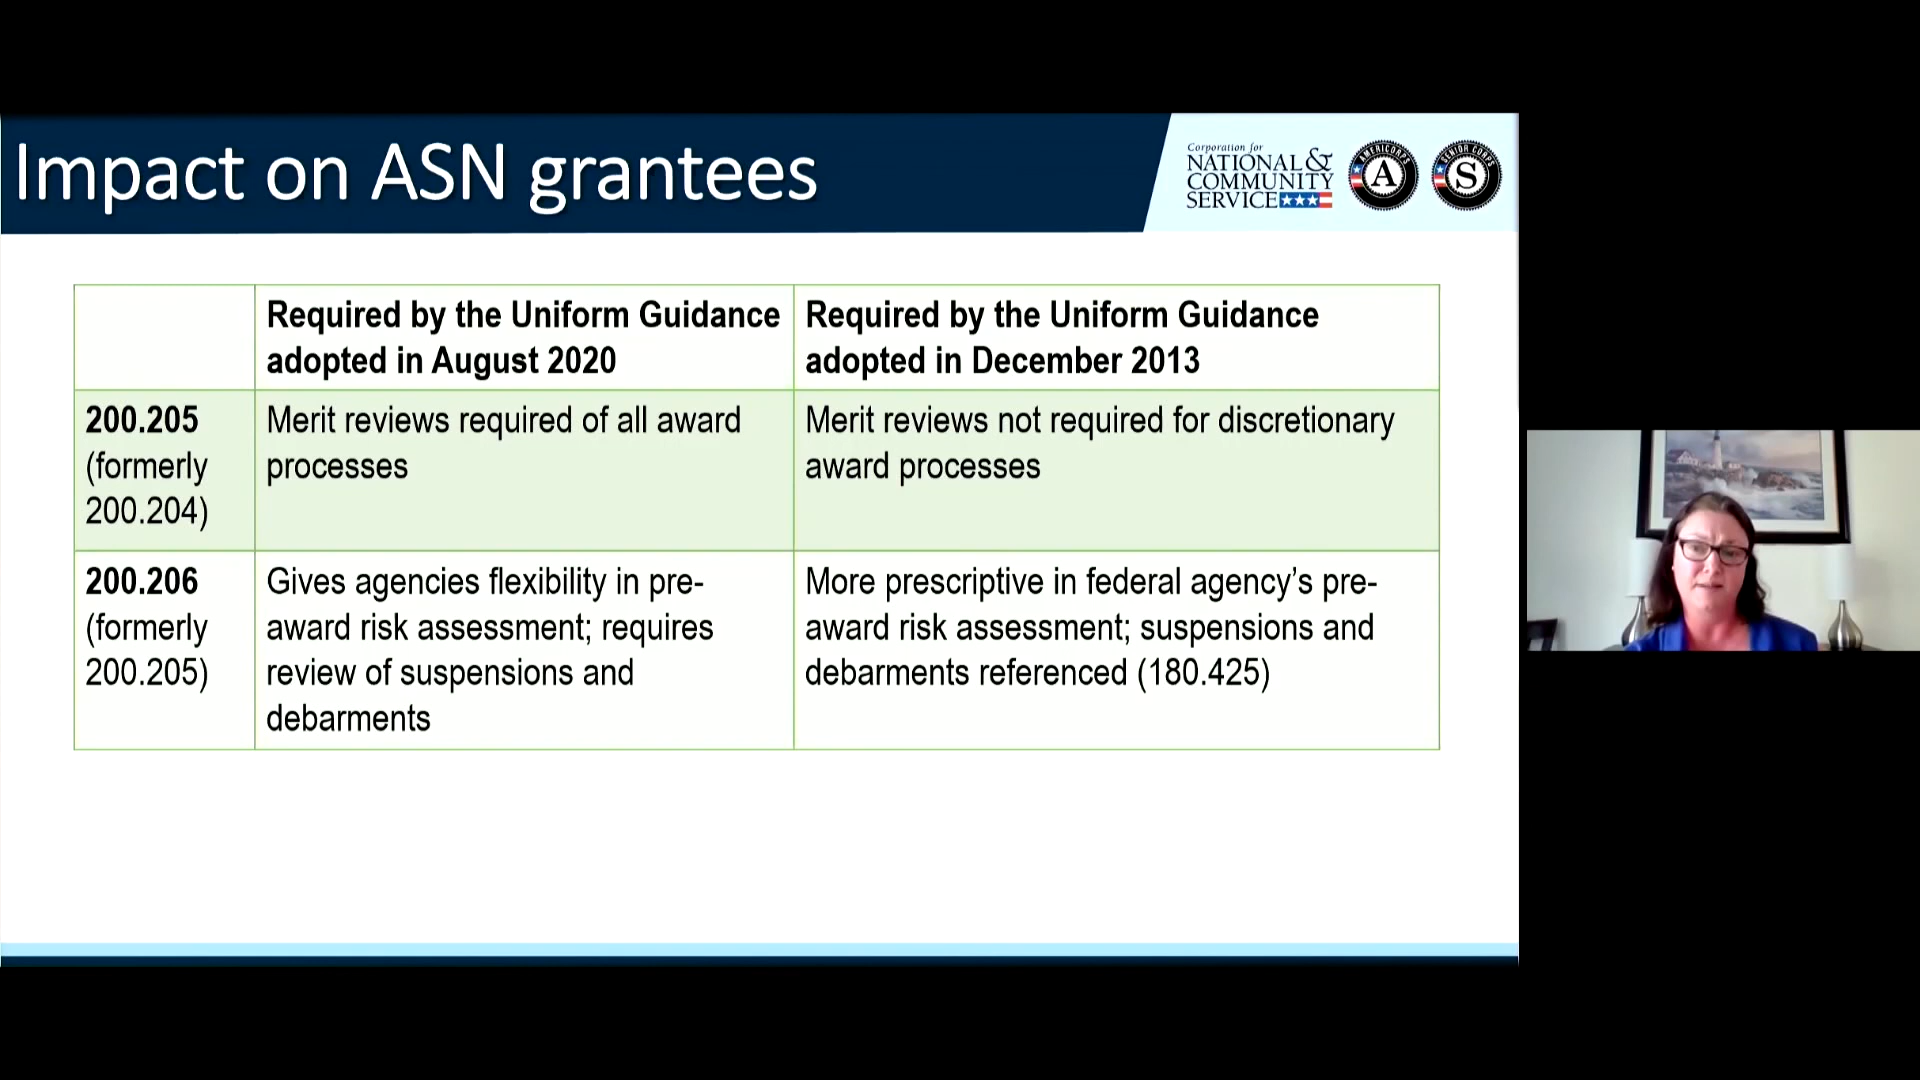 Impact on ASN grantees
Corporation for
NATIONAL &
COMMUNITY
SERVICE
AMERICORPS
A
SENIOR CORPS
S
Required by the Uniform Guidance
adopted in August 2020
Required by the Uniform Guidance
adopted in December 2013
200.205
(formerly
200.204)
Merit reviews required of all award
processes
Merit reviews not required for discretionary
award processes
200.206
(formerly
200.205)
Gives agencies flexibility in pre-
award risk assessment; requires
review of suspensions and
debarments
More prescriptive in federal agency’s pre-
award risk assessment; suspensions and
debarments referenced (180.425)